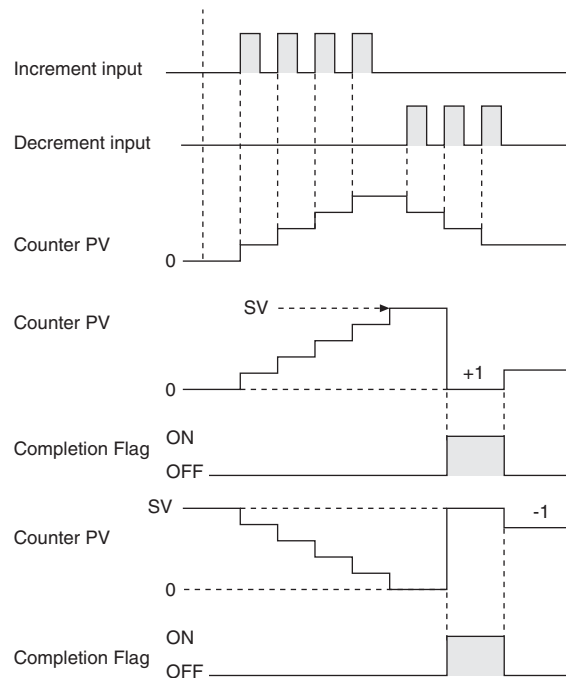 Increment input
Decrement input
Counter PV
0
SV
Counter PV
+1
0
ON
Completion Flag
OFF
SV
-1
Counter PV
0
ON
Completion Flag
OFF